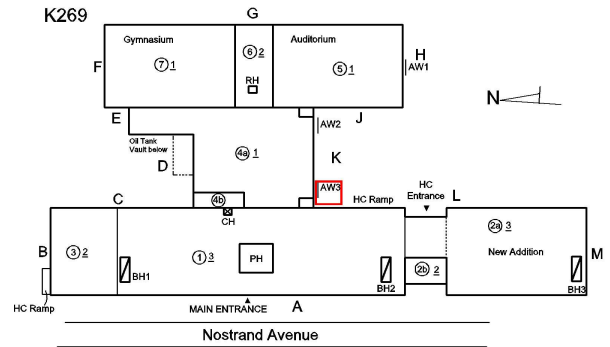 K269
G
Gymnasium
Auditorium
6 2
F
7 1
5 1
H
RH
AW1
N
E
AW2
J
Oil Tank
Vault below
4a 1
K
D
AW3
HC
Entrance
C
4b
HC Ramp
L
CH
2a 3
B
3 2
1 3
PH
New Addition
M
BH1
BH2
2b 2
BH3
HC Ramp
MAIN ENTRANCE
A
Nostrand Avenue